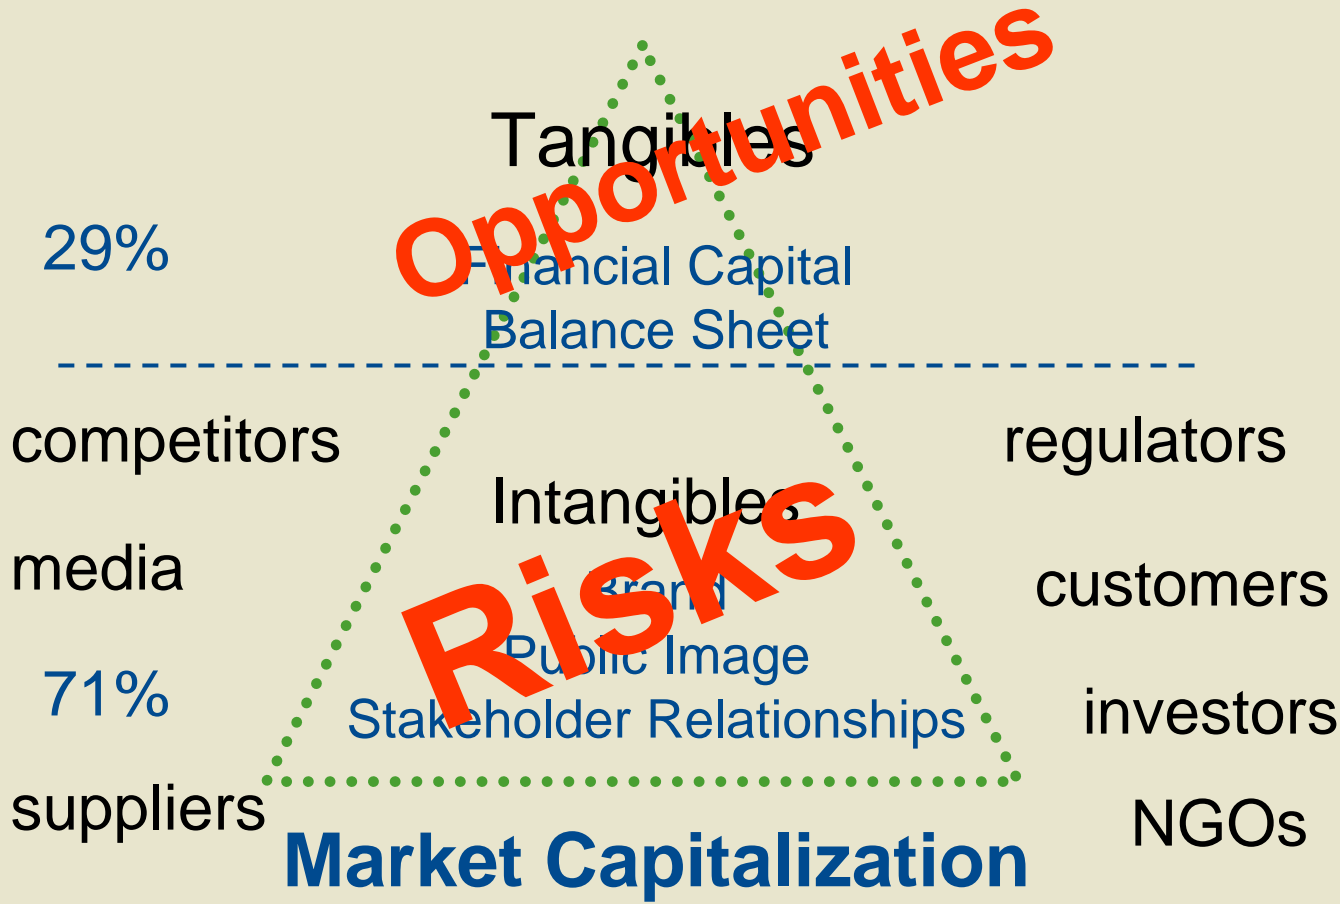 Opportunities
Tangibles
29%
Financial Capital
Balance Sheet
competitors
regulators
Intangibles
Risks
media
customers
Brand
Public Image
71%
Stakeholder Relationships
investors
suppliers
NGOs
Market Capitalization